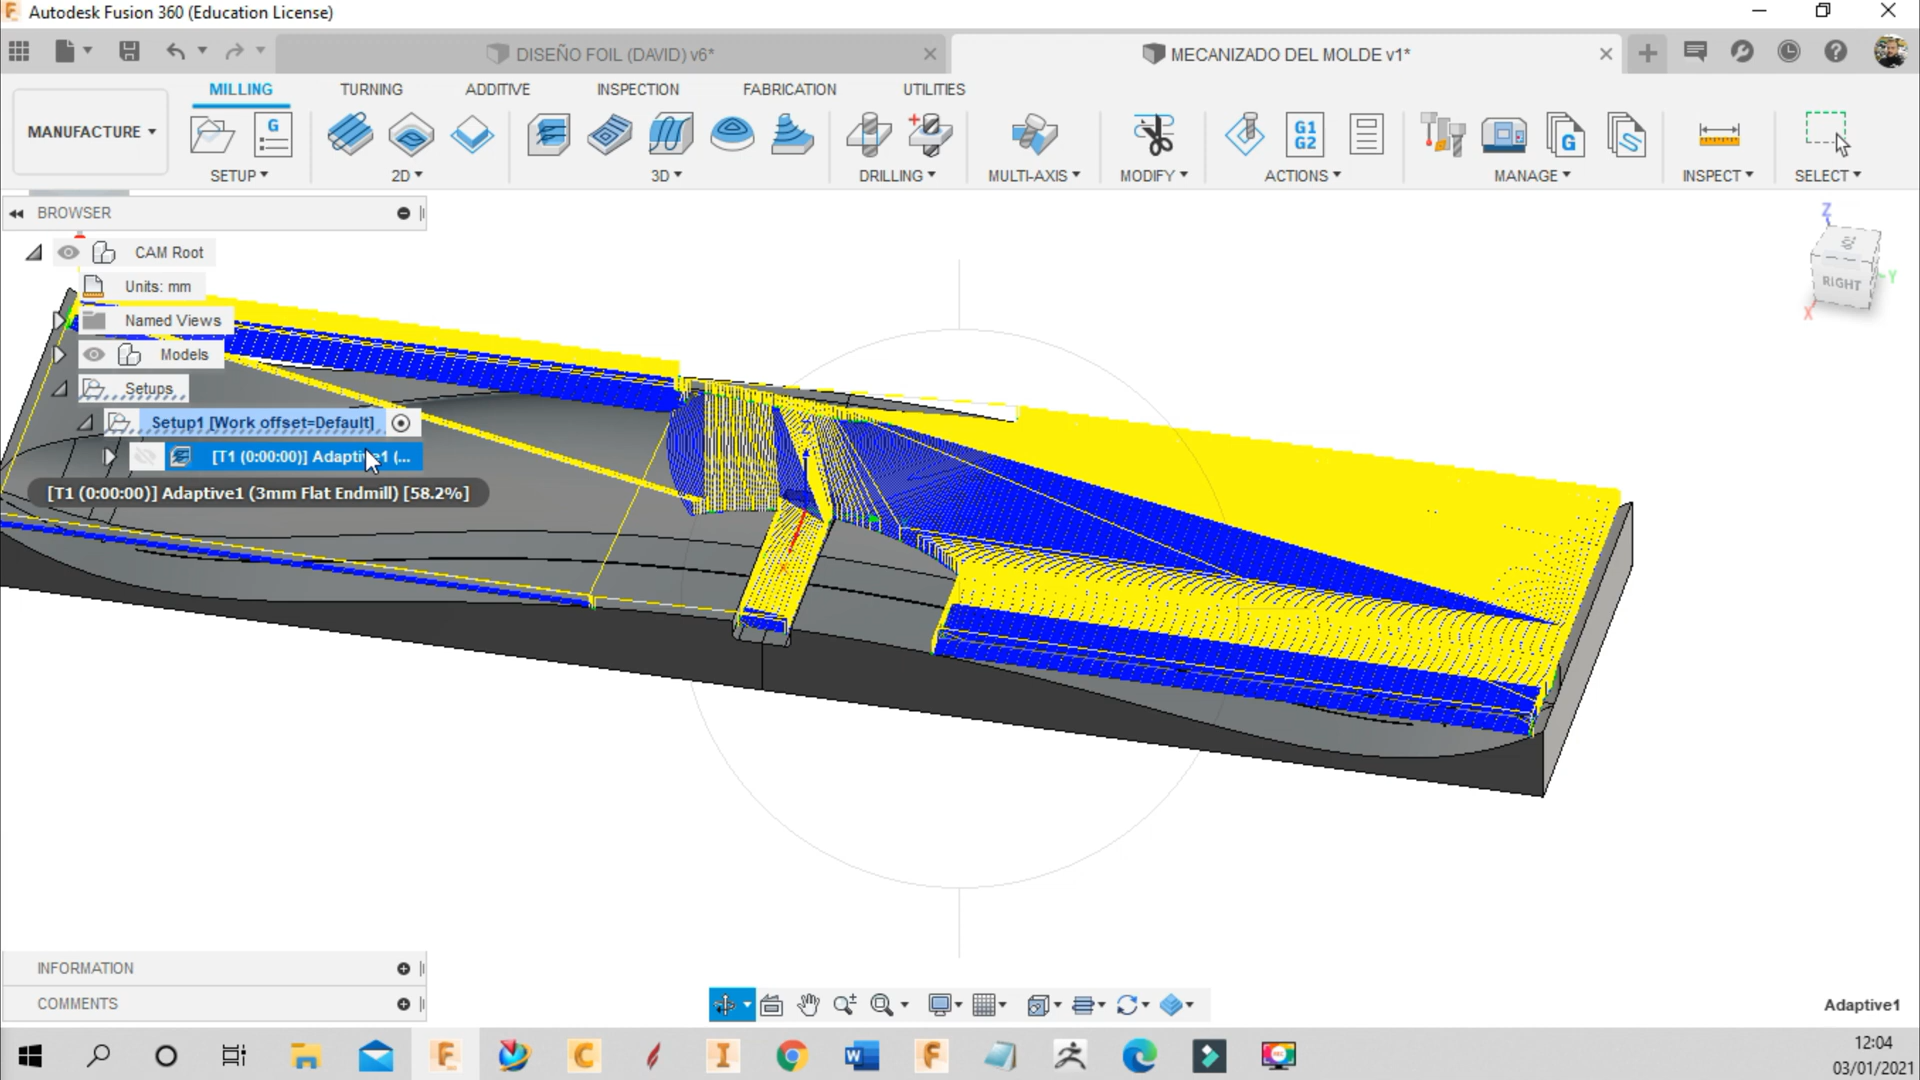 Autodesk Fusion 360 (Education License)
DISEÑO FOIL (DAVID) v6*
MECANIZADO DEL MOLDE v1*
MILLING
TURNING
ADDITIVE
INSPECTION
FABRICATION
UTILITIES
MANUFACTURE
G
G1
G2
G
SETUP
2D
3D
DRILLING
MULTI-AXIS
MODIFY
ACTIONS
MANAGE
INSPECT
SELECT
BROWSER
CAM Root
Units: mm
Named Views
Models
Setups
Setup1 [Work offset=Default]
[T1 (0:00:00)] Adaptive1 (...
[T1 (0:00:00)] Adaptive1 (3mm Flat Endmill) [58.2%]
Z
RIGHT
Y
X
Z
INFORMATION
COMMENTS
Adaptive1
12:04
03/01/2021